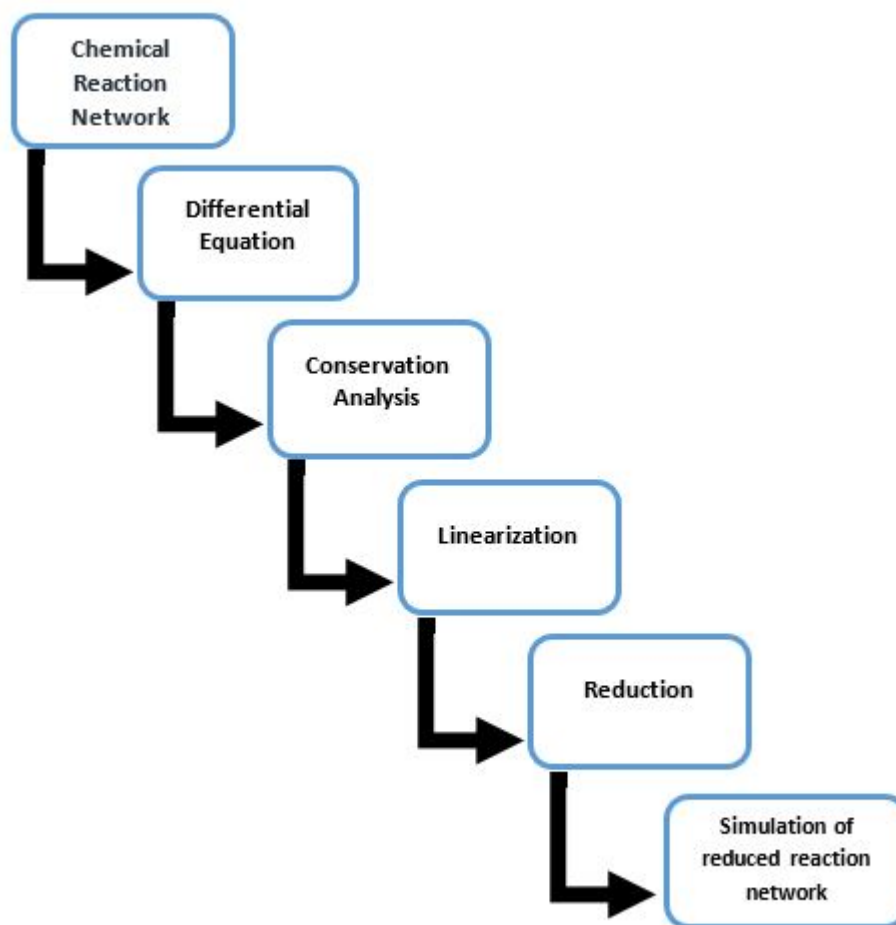 Chemical
Reaction
Network
Differential
Equation
Conservation
Analysis
Linearization
Reduction
Simulation of
reduced reaction
network